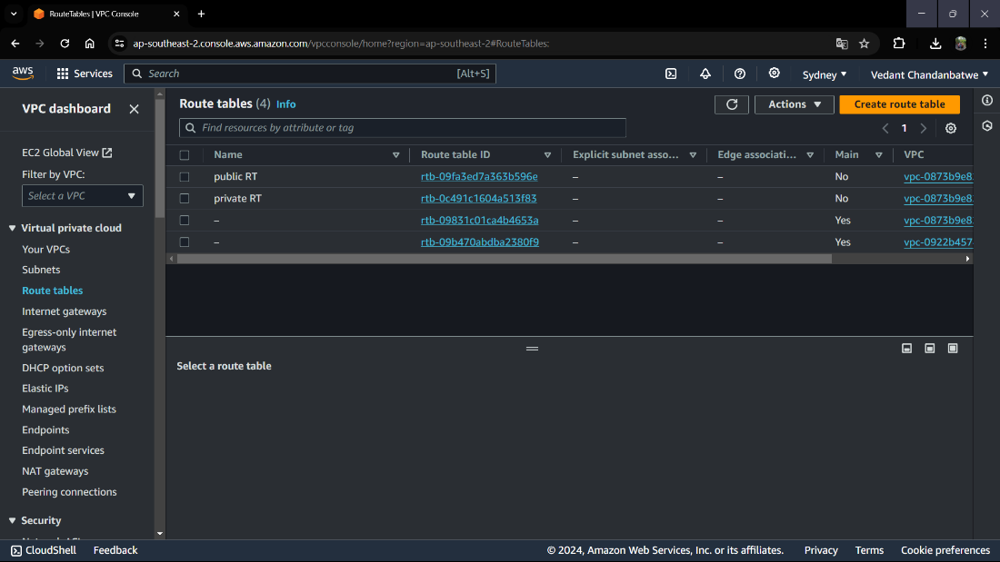 RouteTables | VPC Console
ap-southeast-2.console.aws.amazon.com/vpcconsole/home?region=ap-southeast-2#RouteTables:
aws Services Search [Alt+S] Sydney Vedant Chandanbatwe
VPC dashboard
EC2 Global View
Filter by VPC:
Select a VPC
Virtual private cloud
Your VPCs
Subnets
Route tables
Internet gateways
Egress-only internet
gateways
DHCP option sets
Elastic IPs
Managed prefix lists
Endpoints
Endpoint services
NAT gateways
Peering connections
Security
Route tables (4) Info
Actions Create route table
Find resources by attribute or tag
1
Name Route table ID Explicit subnet asso... Edge associati... Main VPC
public RT rtb-09fa3ed7a363b596e – – No vpc-0873b9e8
private RT rtb-0c491c1604a513f83 – – No vpc-0873b9e8
– rtb-09831c01ca4b4653a – – Yes vpc-0873b9e8
– rtb-09b470abdba2380f9 – – Yes vpc-0922b457
Select a route table
CloudShell Feedback © 2024, Amazon Web Services, Inc. or its affiliates. Privacy Terms Cookie preferences